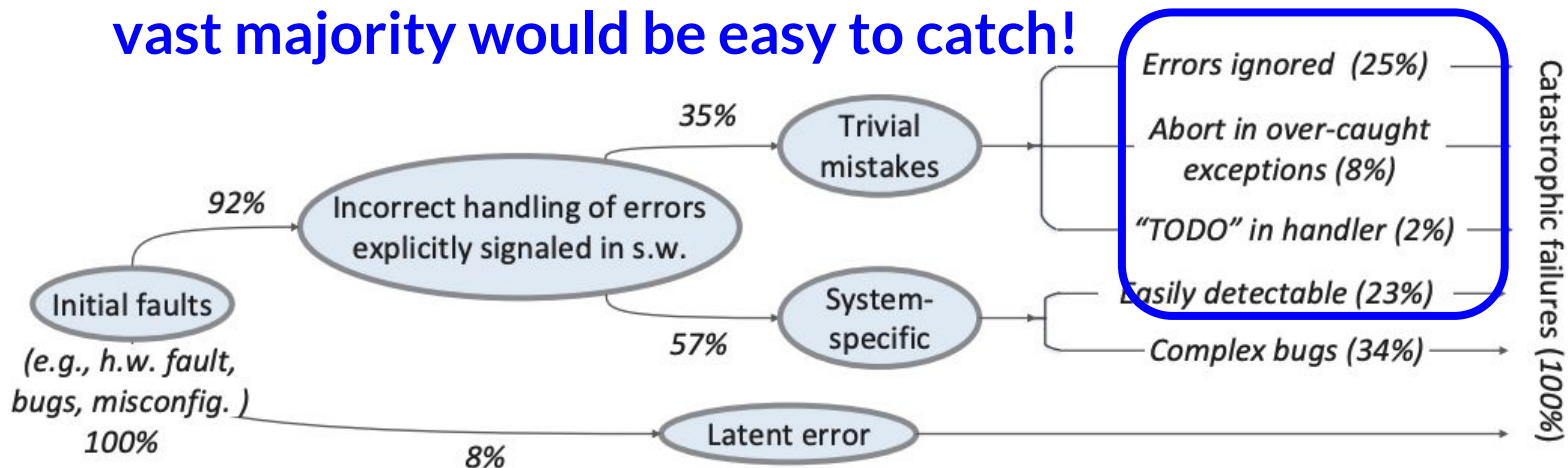 vast majority would be easy to catch!
Errors ignored (25%)
35%
Trivial
mistakes
Abort in over-caught
exceptions (8%)
92%
Incorrect handling of errors
explicitly signaled in s.w.
“TODO” in handler (2%)
Initial faults
(e.g., h.w. fault,
bugs, misconfig. )
100%
57%
System-
specific
Easily detectable (23%)
Complex bugs (34%)
8%
Latent error
Catastrophic failures (100%)